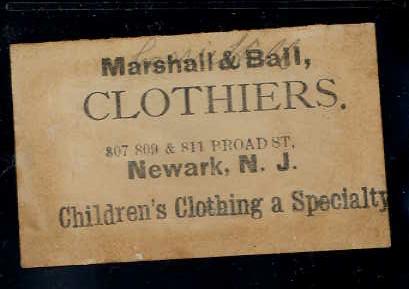 Marshall & Ball,
CLOTHIERS.
807 809 & 811 BROAD ST,
Newark, N. J.
Children's Clothing a Specialty